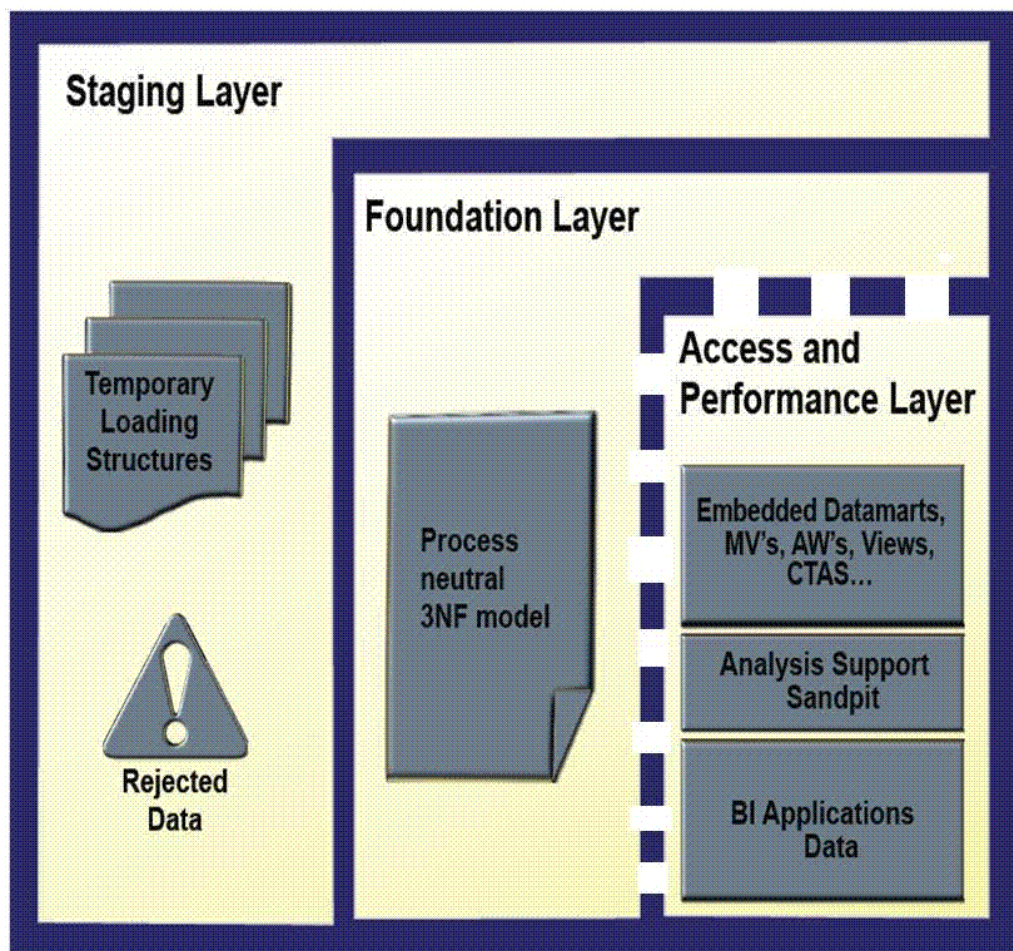 Staging Layer
Foundation Layer
Access and
Performance Layer
Temporary
Loading
Structures
Rejected
Data
Process
neutral
3NF model
Embedded Datamarts,
MV's, AW's, Views,
CTAS...
Analysis Support
Sandpit
BI Applications
Data